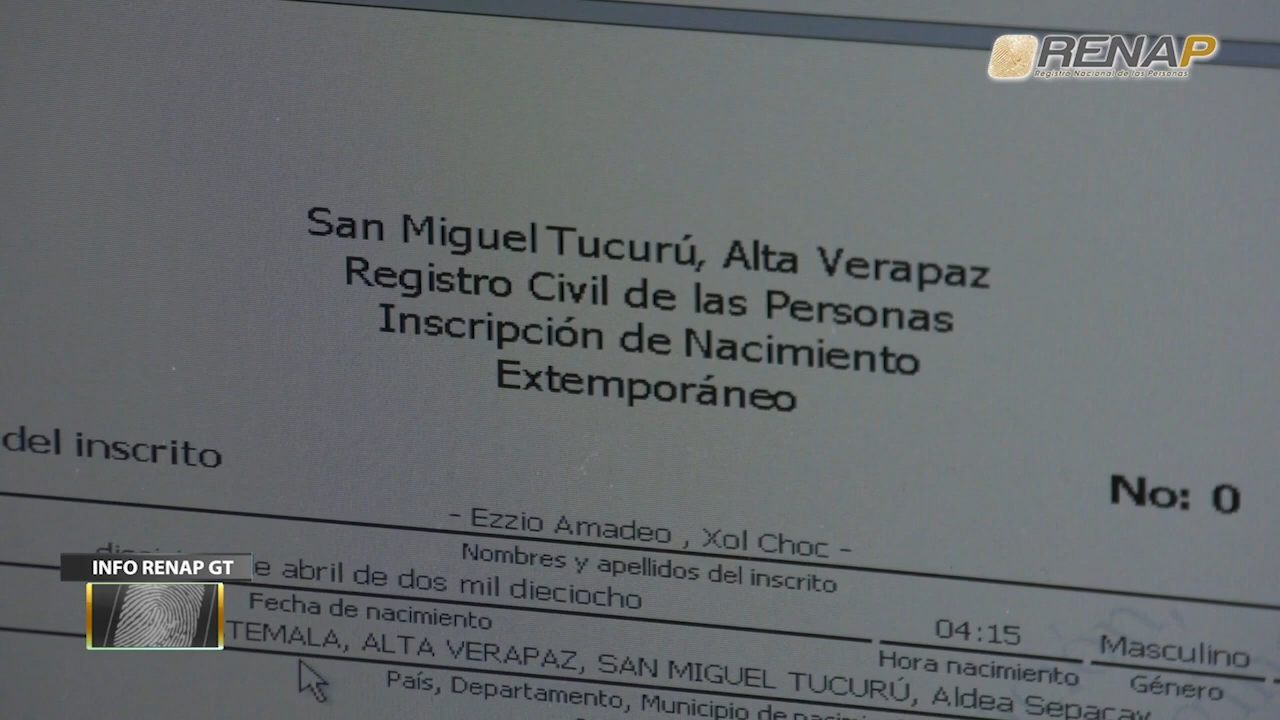 RENAP
Registro Nacional de las Personas
San Miguel Tucurú, Alta Verapaz
Registro Civil de las Personas
Inscripción de Nacimiento
Extemporáneo
del inscrito
No: 0
- Ezzio Amadeo , Xol Choc -
Nombres y apellidos del inscrito
abril de dos mil dieciocho
Fecha de nacimiento
04:15
Hora nacimiento
Masculino
Género
TEMALA, ALTA VERAPAZ, SAN MIGUEL TUCURÚ, Aldea Sepacay
País, Departamento, Municipio de
INFO RENAP GT